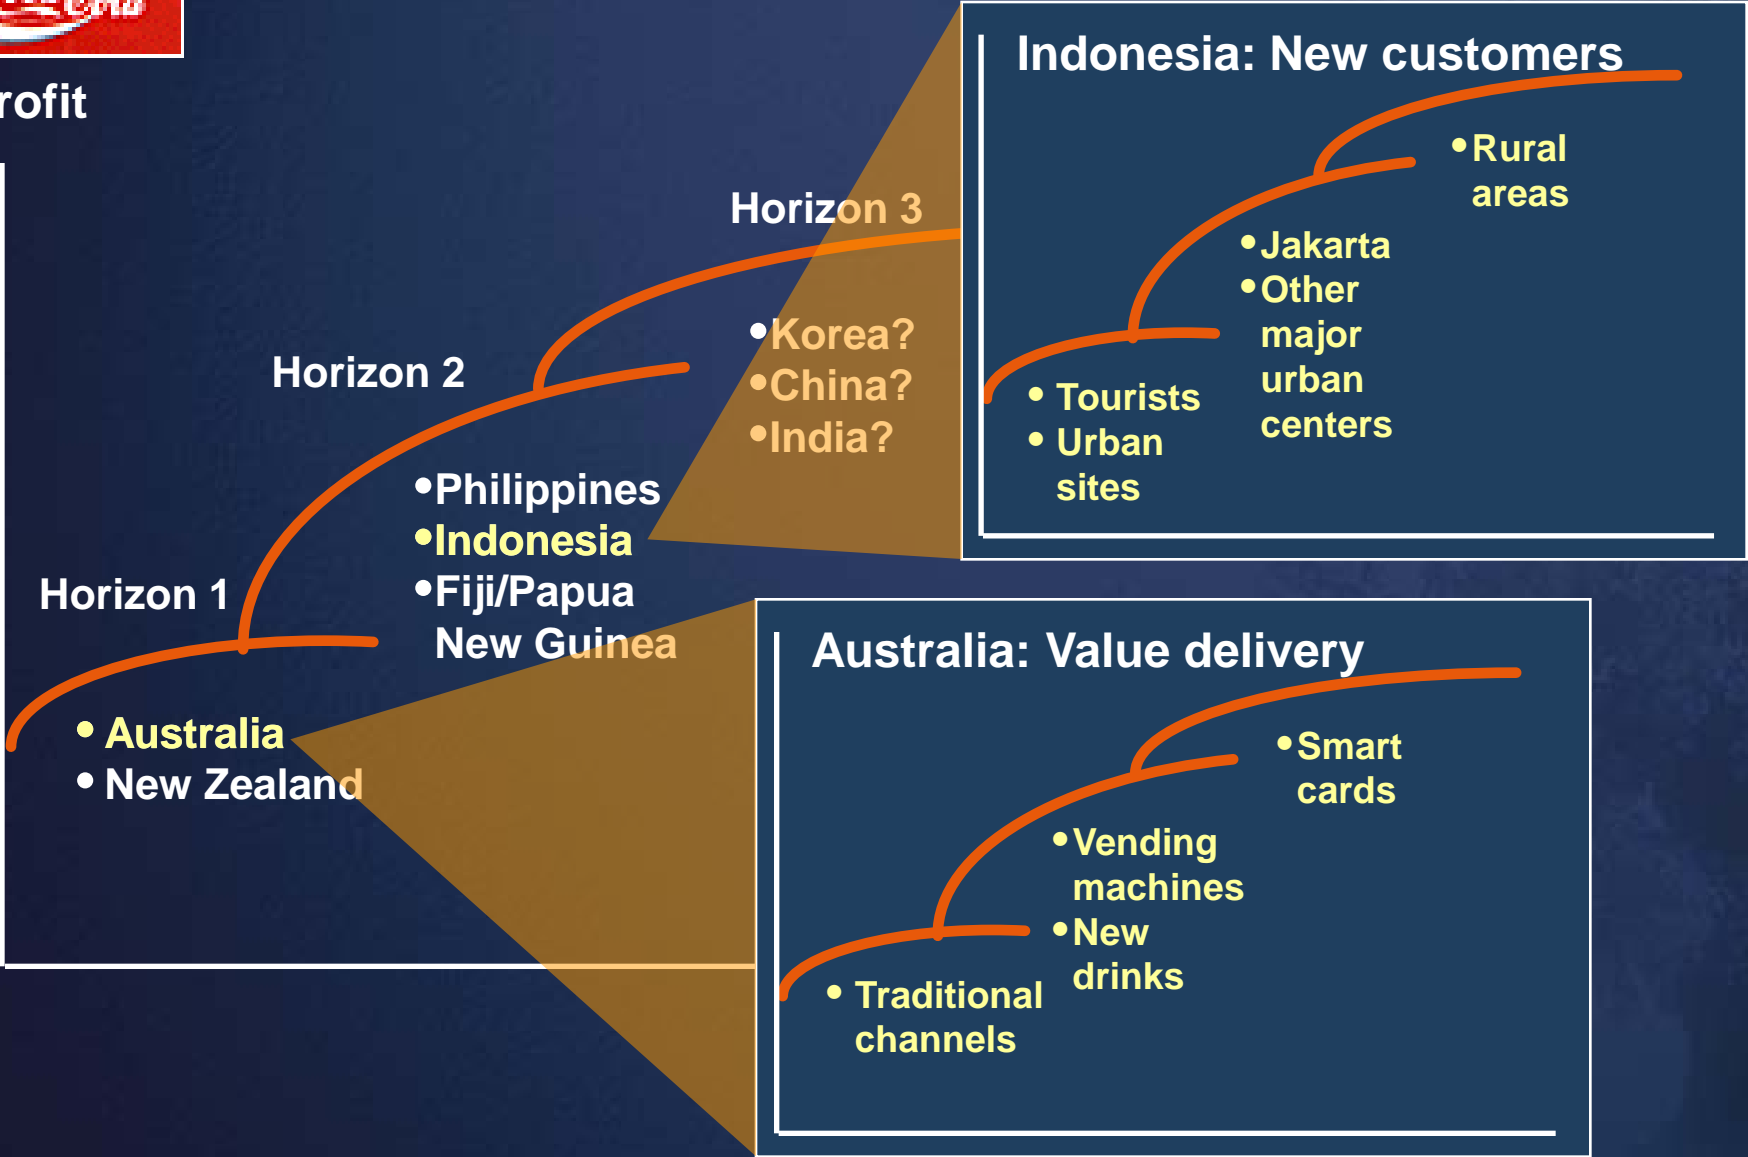 rofit
Horizon 1
• Australia
• New Zealand
Horizon 2
•Philippines
•Indonesia
•Fiji/Papua
New Guinea
Horizon 3
•Korea?
•China?
•India?
Indonesia: New customers
• Tourists
• Urban
sites
•Jakarta
•Other
major
urban
centers
•Rural
areas
Australia: Value delivery
• Traditional
channels
•Vending
machines
•New
drinks
•Smart
cards